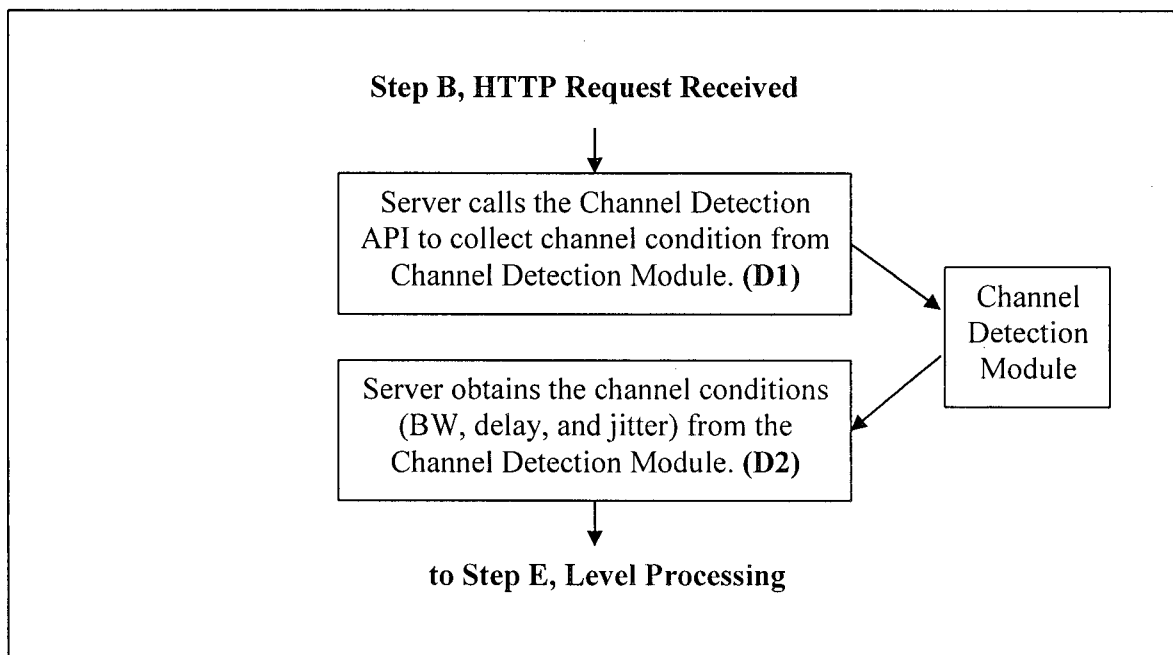 Step B, HTTP Request Received
Server calls the Channel Detection
API to collect channel condition from
Channel Detection Module. (D1)
Channel
Detection
Module
Server obtains the channel conditions
(BW, delay, and jitter) from the
Channel Detection Module. (D2)
to Step E, Level Processing